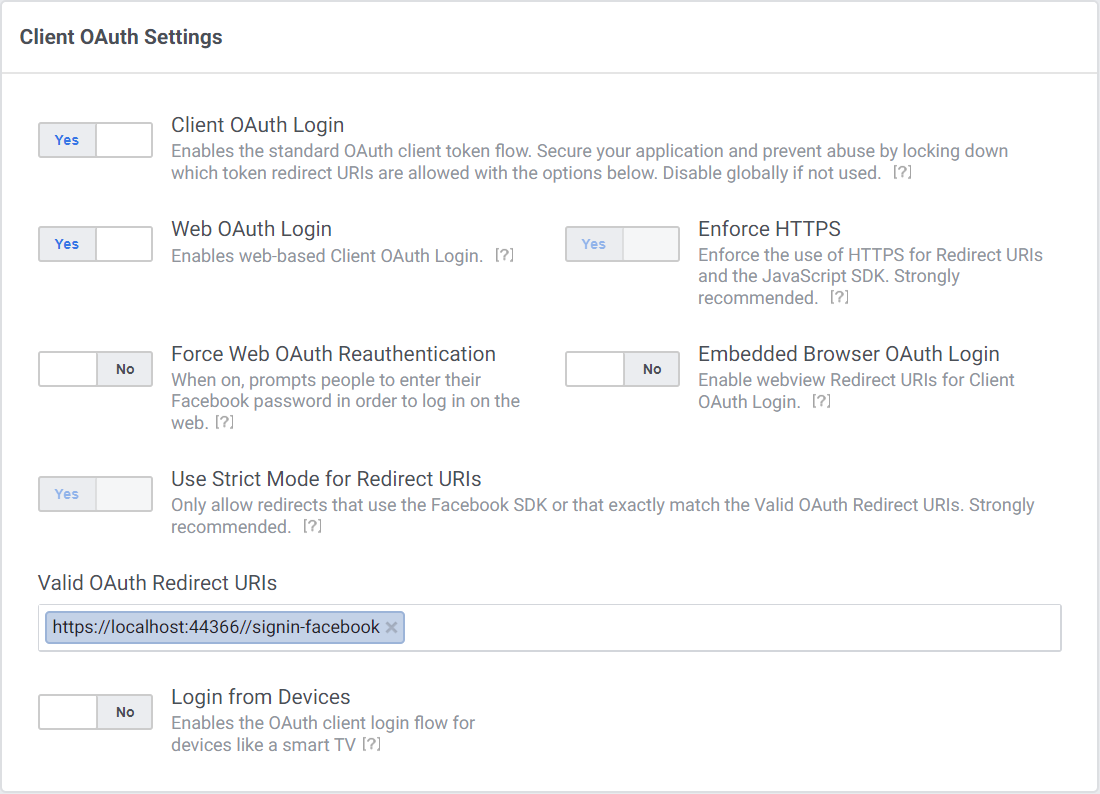 Client OAuth Settings
Yes
Client OAuth Login
Enables the standard OAuth client token flow. Secure your application and prevent abuse by locking down
which token redirect URIs are allowed with the options below. Disable globally if not used. [?]
Yes
Web OAuth Login
Enables web-based Client OAuth Login. [?]
Yes
Enforce HTTPS
Enforce the use of HTTPS for Redirect URIs
and the JavaScript SDK. Strongly
recommended. [?]
No
Force Web OAuth Reauthentication
When on, prompts people to enter their
Facebook password in order to log in on the
web. [?]
No
Embedded Browser OAuth Login
Enable webview Redirect URIs for Client
OAuth Login. [?]
Yes
Use Strict Mode for Redirect URIs
Only allow redirects that use the Facebook SDK or that exactly match the Valid OAuth Redirect URIs. Strongly
recommended. [?]
Valid OAuth Redirect URIs
https://localhost:44366//signin-facebook ×
No
Login from Devices
Enables the OAuth client login flow for
devices like a smart TV [?]